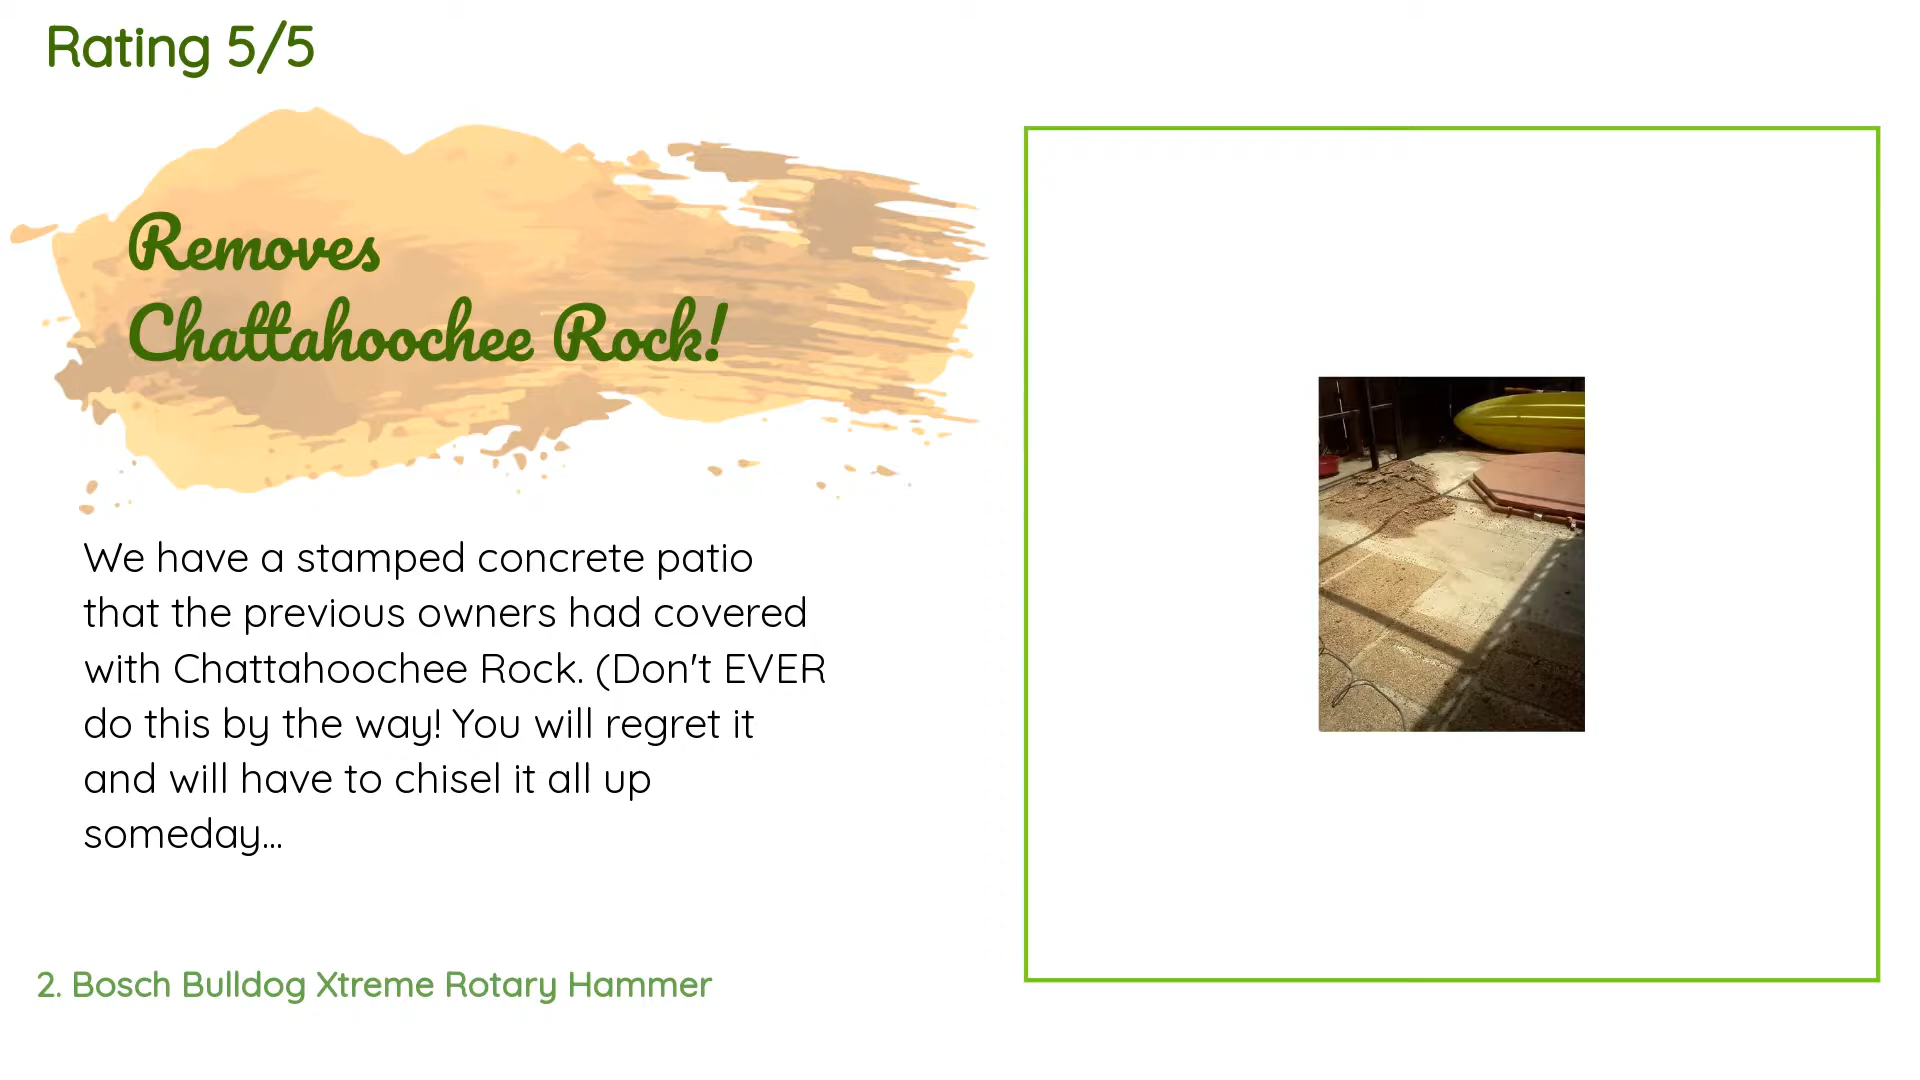 Rating 5/5
Removes
Chattahoochee Rock!
We have a stamped concrete patio
that the previous owners had covered
with Chattahoochee Rock. (Don't EVER
do this by the way! You will regret it
and will have to chisel it all up
someday...
2. Bosch Bulldog Xtreme Rotary Hammer